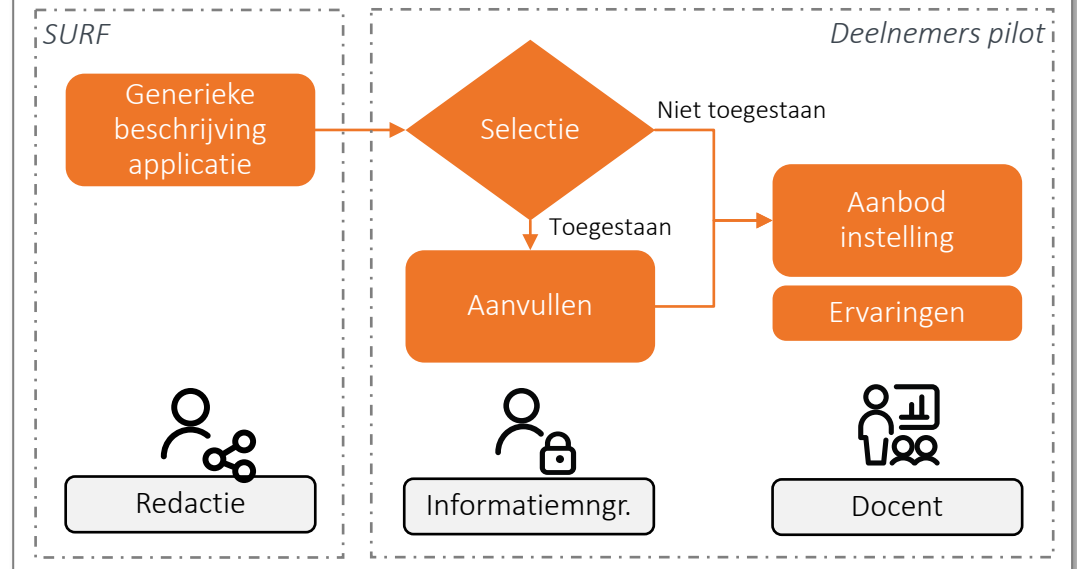 SURF
Deelnemers pilot
Generieke
beschrijving
applicatie
Selectie
Niet toegestaan
Toegestaan
Aanvullen
Aanbod
instelling
Ervaringen
Redactie
Informatiemngr.
Docent